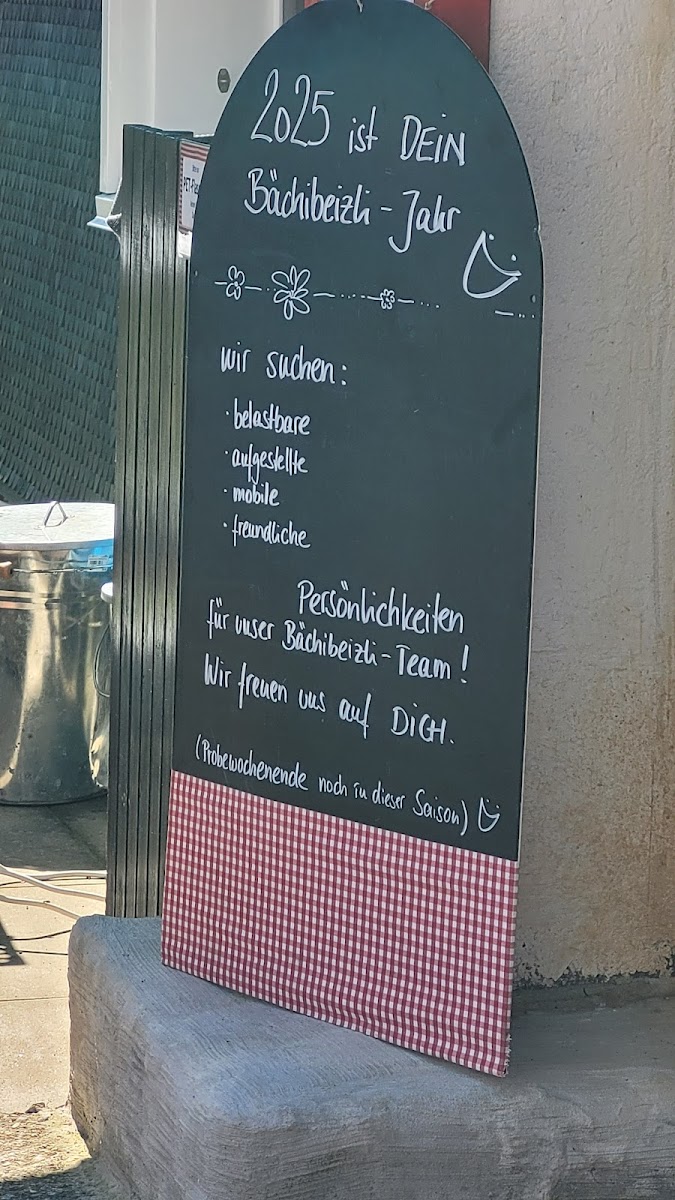 2025 ist DEIN
Bächibeizli-Jahr
wir suchen:
· belastbare
· aufgestellte
· mobile
· freundliche
Persönlichkeiten
für unser Bächibeizli-Team!
Wir freuen uns auf DICH.
(Probewochenende noch in dieser Saison)